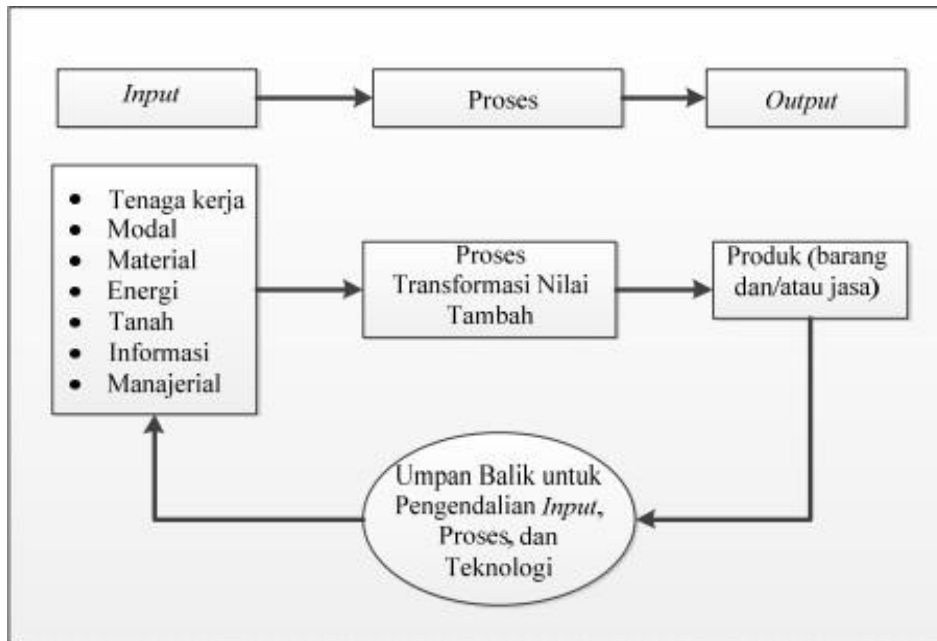 Input
Proses
Output
Tenaga kerja
Modal
Material
Energi
Tanah
Informasi
Manajerial
Proses
Transformasi Nilai
Tambah
Produk (barang
dan/atau jasa)
Umpan Balik untuk
Pengendalian Input,
Proses, dan
Teknologi